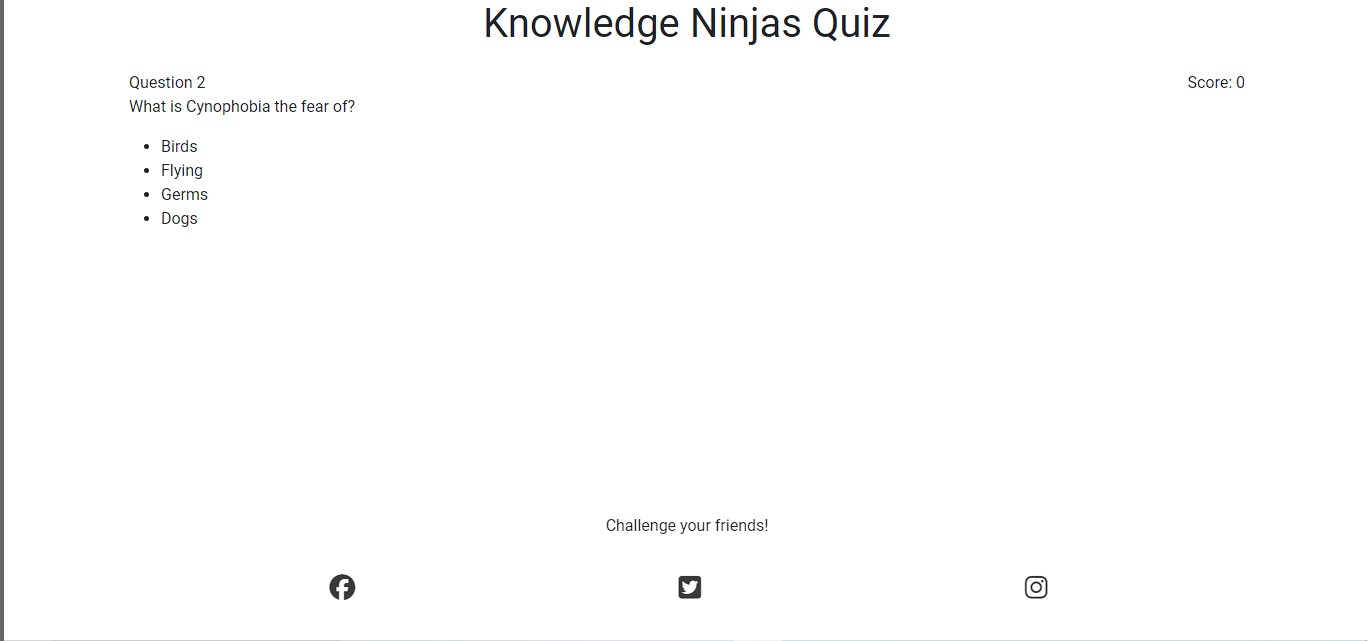 Knowledge Ninjas Quiz
Question 2
Score: 0
What is Cynophobia the fear of?
Birds
Flying
Germs
Dogs
Challenge your friends!